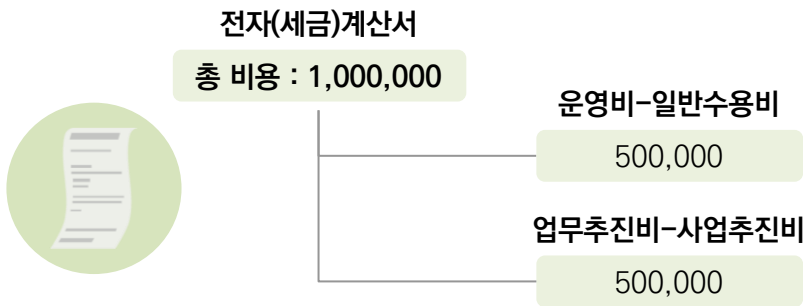 전자(세금)계산서
총 비용 : 1,000,000
운영비-일반수용비
500,000
업무추진비-사업추진비
500,000